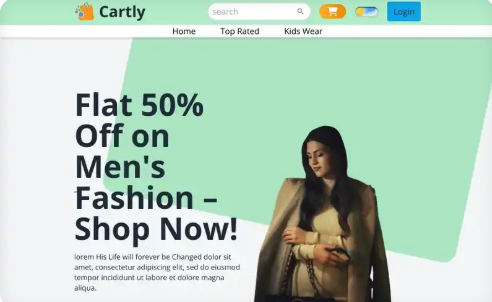 Cartly
search
Login
Home Top Rated Kids Wear
Flat 50%
Off on
Men's
Fashion –
Shop Now!
lorem His Life will forever be Changed dolor sit
amet, consectetur adipiscing elit, sed do eiusmod
tempor incididunt ut labore et dolore magna
aliqua.